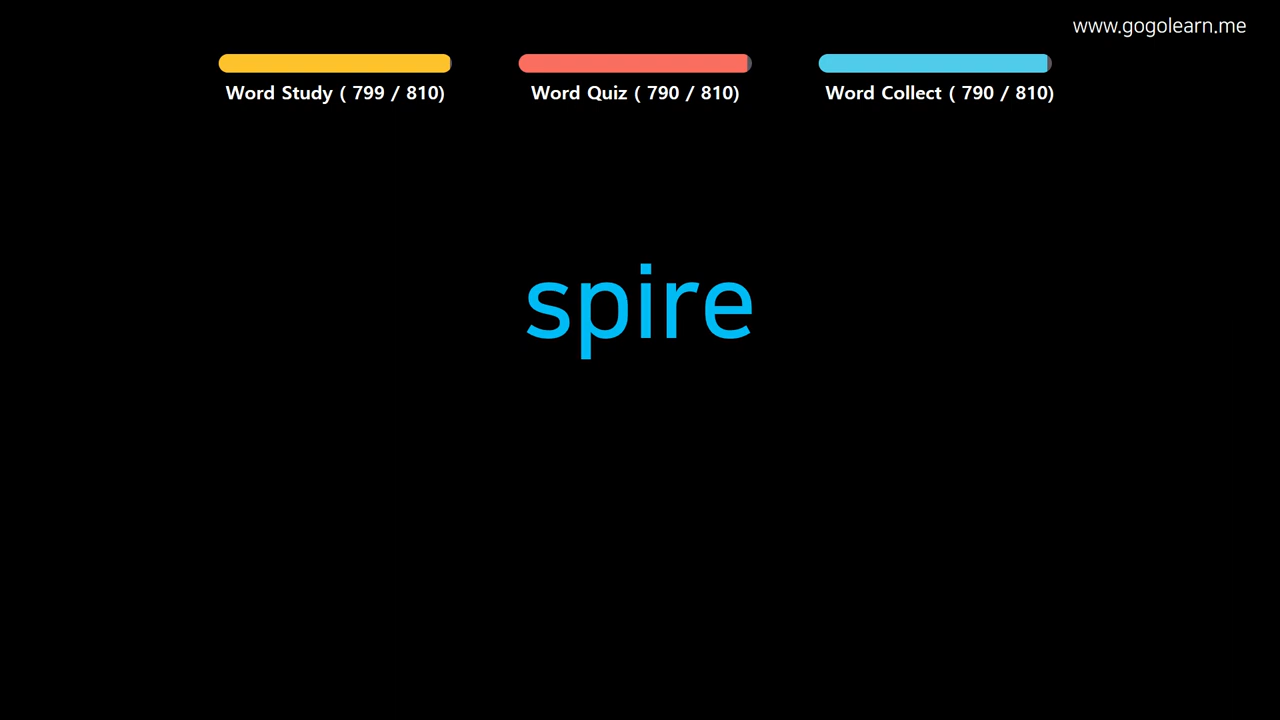 www.gogolearn.me
Word Study ( 799 / 810)
Word Quiz ( 790 / 810)
Word Collect ( 790 / 810)
spire